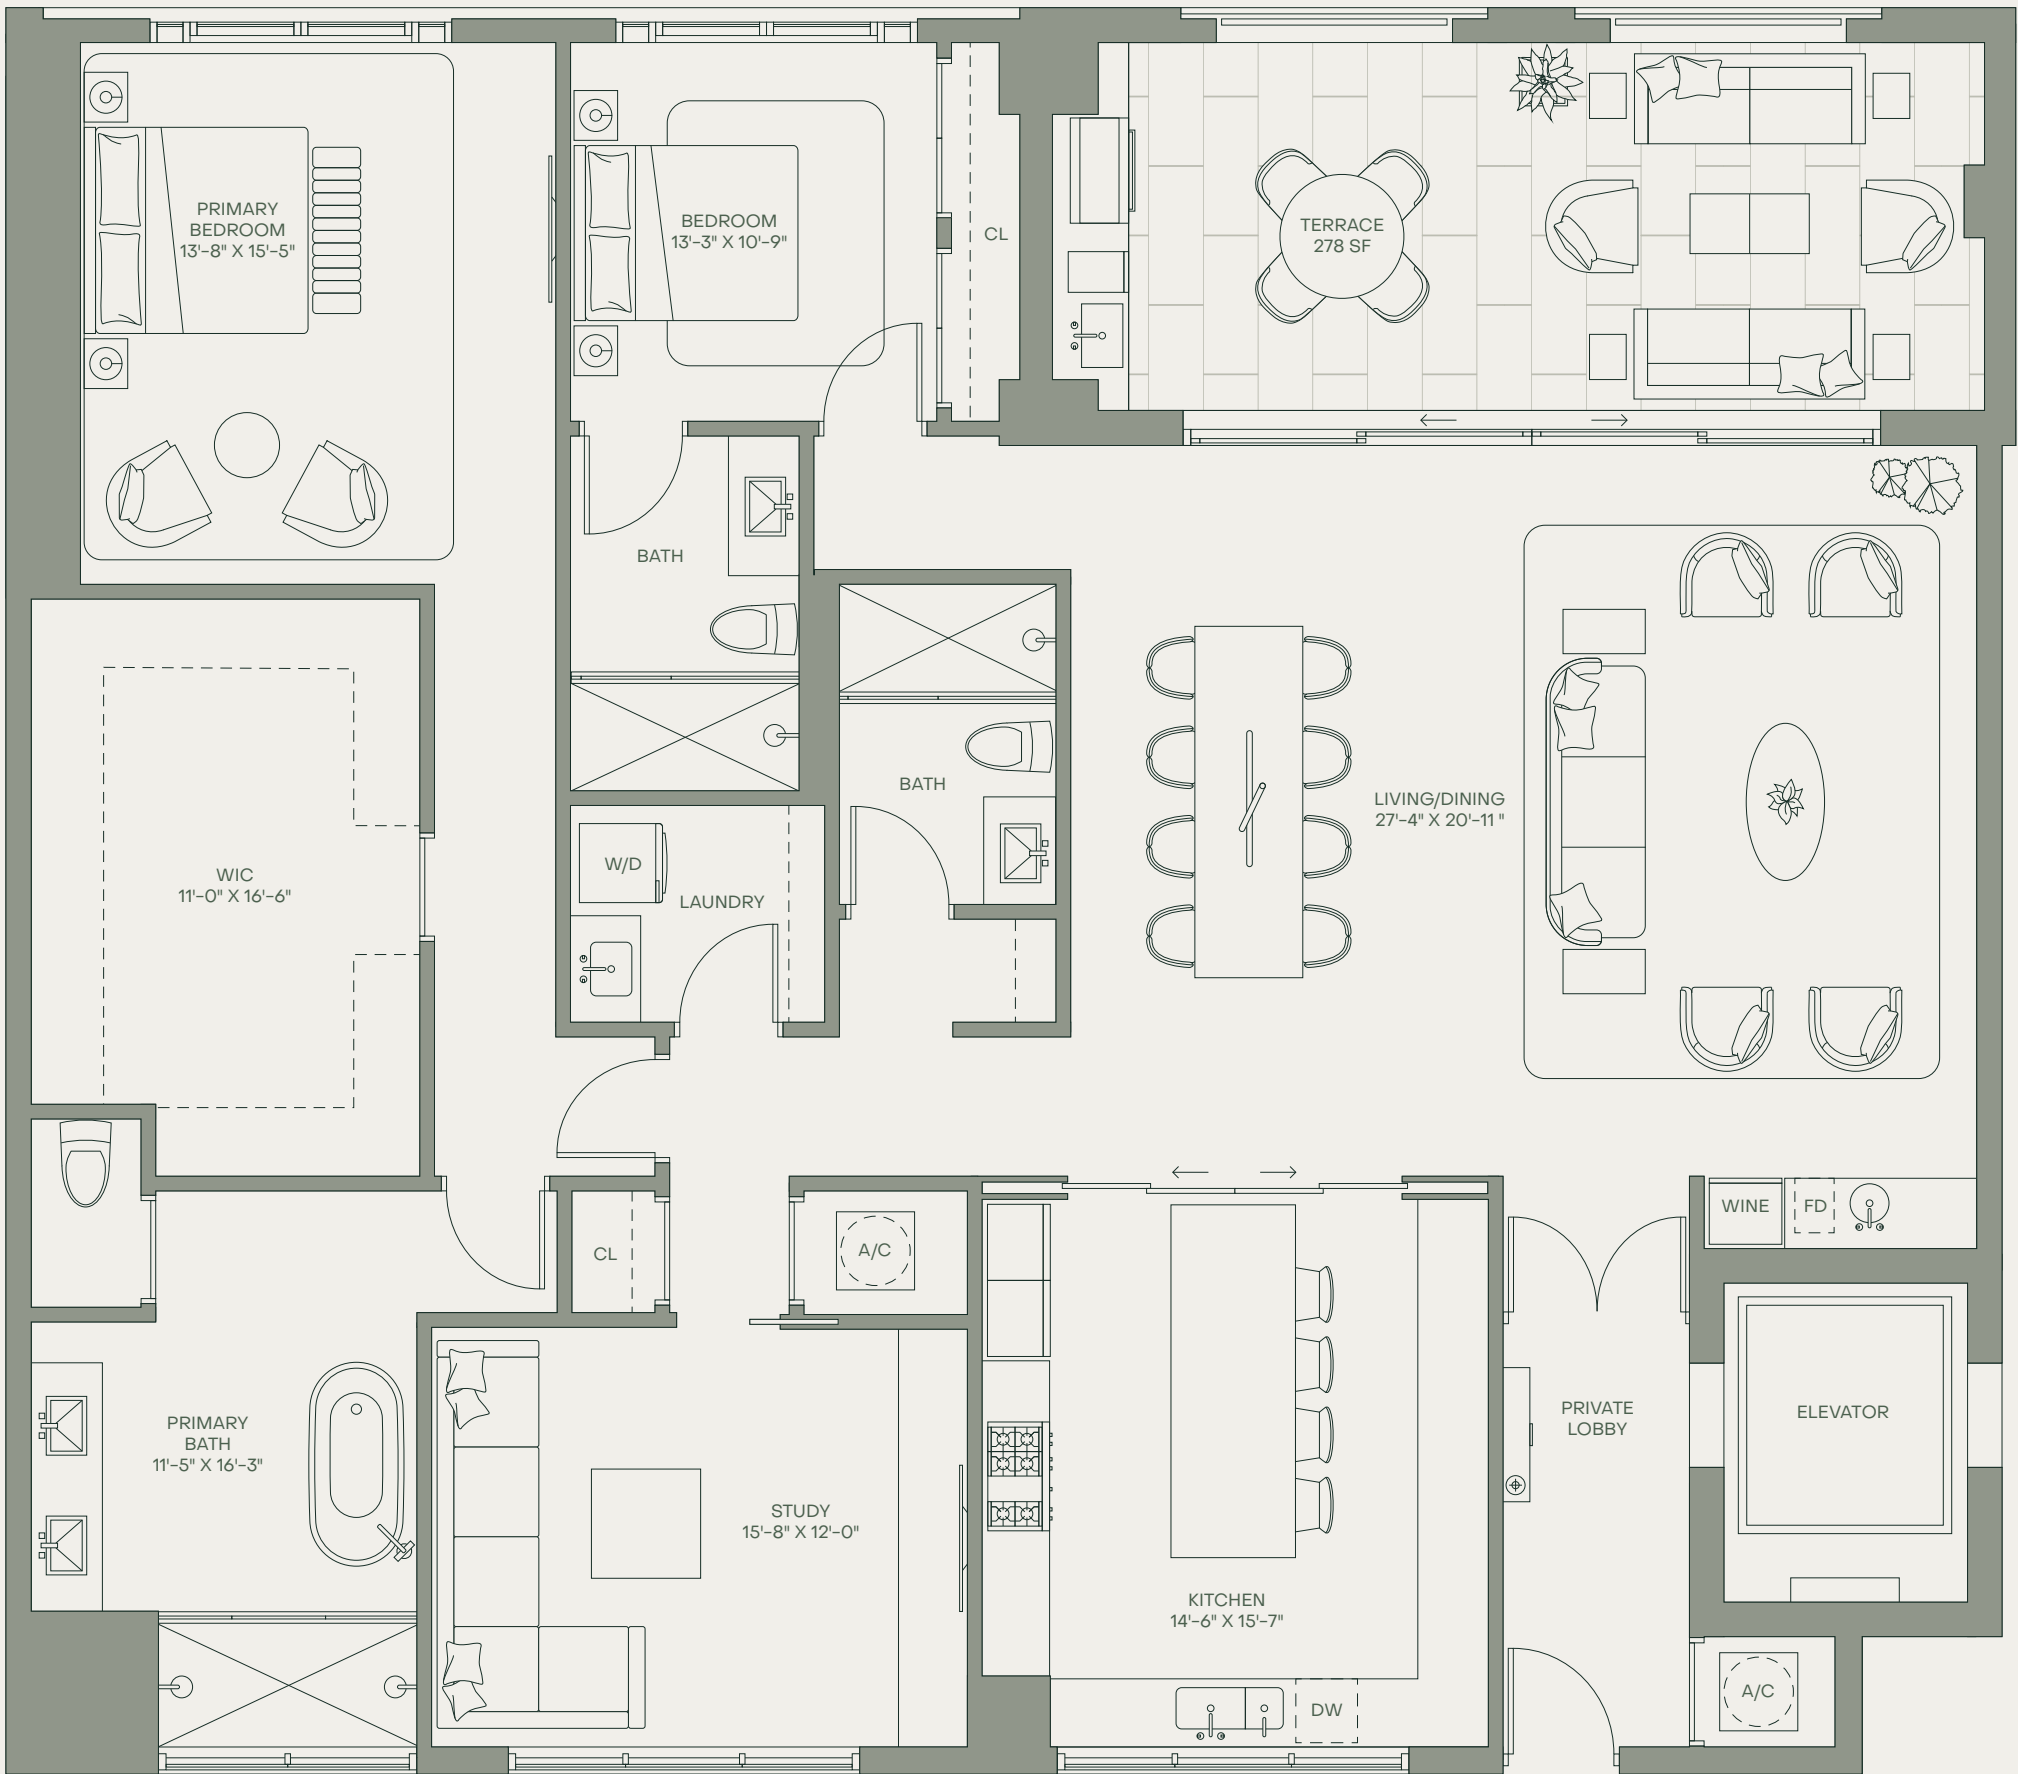 PRIMARY
BEDROOM
13'-8" X 15'-5"
BEDROOM
13'-3" X 10'-9"
CL
TERRACE
278 SF
BATH
BATH
LIVING/DINING
27'-4" X 20'-11 "
WIC
11'-0" X 16'-6"
W/D
LAUNDRY
WINE
FD
CL
A/C
PRIMARY
BATH
11'-5" X 16'-3"
STUDY
15'-8" X 12'-0"
KITCHEN
14'-6" X 15'-7"
DW
PRIVATE
LOBBY
ELEVATOR
A/C